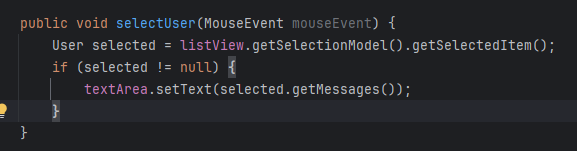 public void selectUser(MouseEvent mouseEvent) {
    User selected = listView.getSelectionModel().getSelectedItem();
    if (selected != null) {
        textArea.setText(selected.getMessages());
    }
}